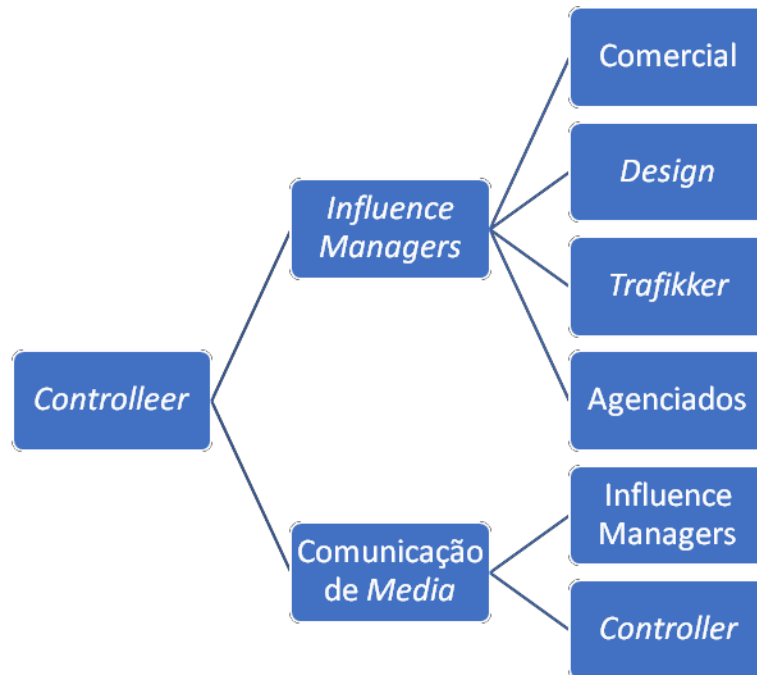 Comercial
Design
Influence
Managers
Trafikker
Controlleer
Agenciados
Influence
Managers
Comunicação
de Media
Controller